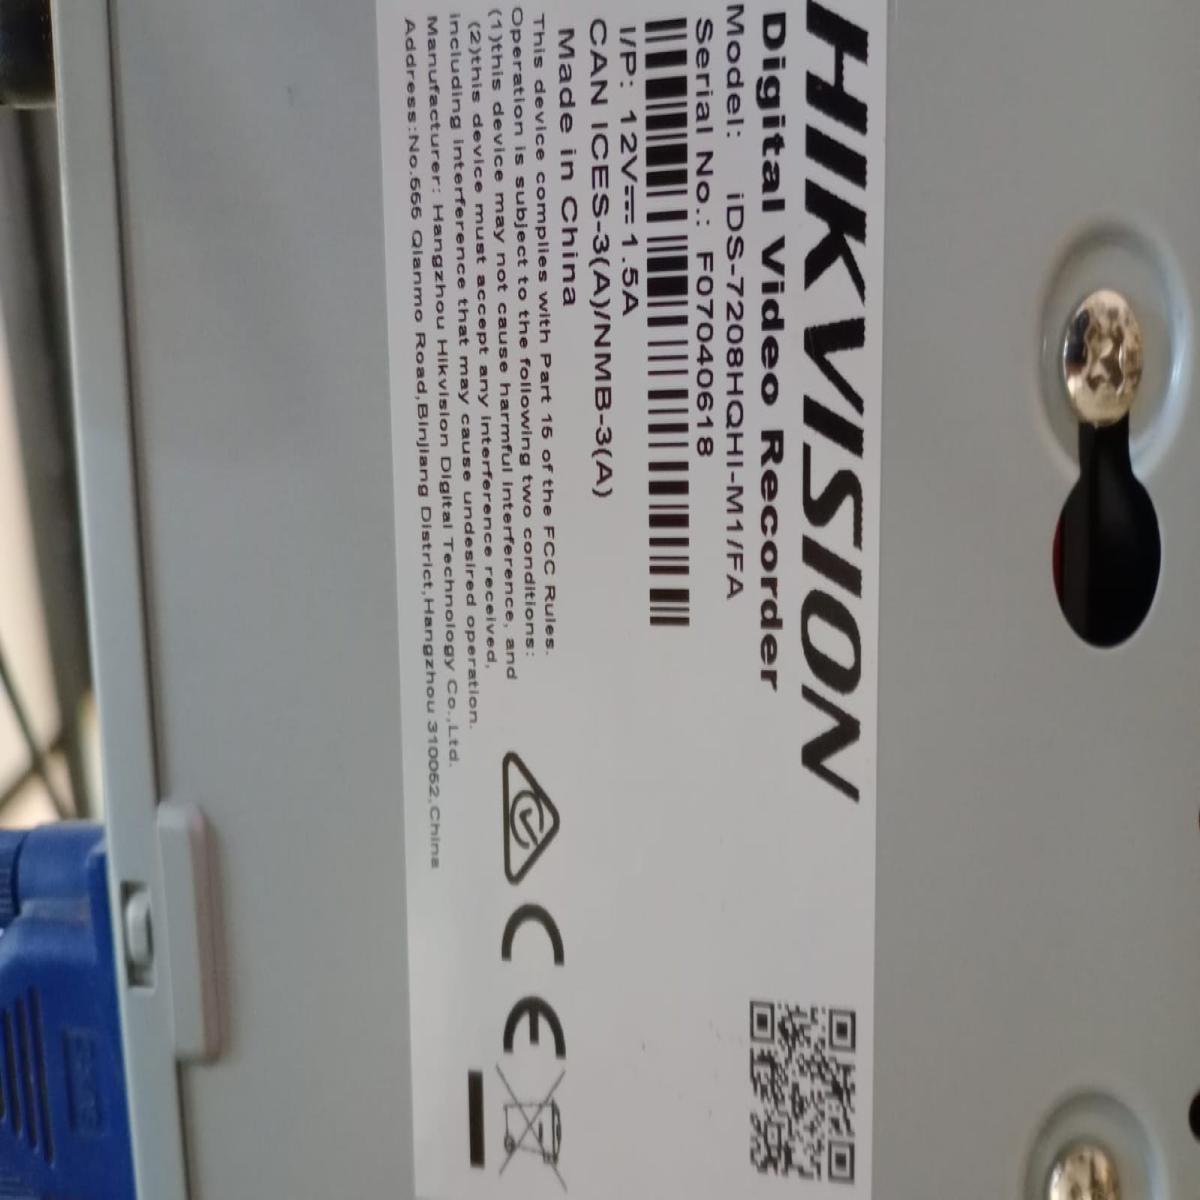 HIKVISION
Digital Video Recorder
Model: iDS-7208HQHI-M1/FA
Serial No.: F07040618
I/P: 12V⎓1.5A
CAN ICES-3(A)/NMB-3(A)
Made in China
This device complies with Part 15 of the FCC Rules.
Operation is subject to the following two conditions:
(1)this device may not cause harmful interference, and
(2)this device must accept any interference received,
including interference that may cause undesired operation.
Manufacturer: Hangzhou Hikvision Digital Technology Co.,Ltd.
Address:No.555 Qianmo Road,Binjiang District,Hangzhou 310052,China
CE